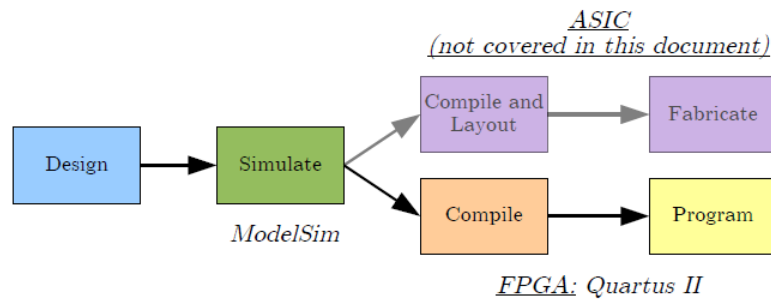 ASIC
(not covered in this document)
Compile and
Layout
Fabricate
Design
Simulate
ModelSim
Compile
Program
FPGA: Quartus II